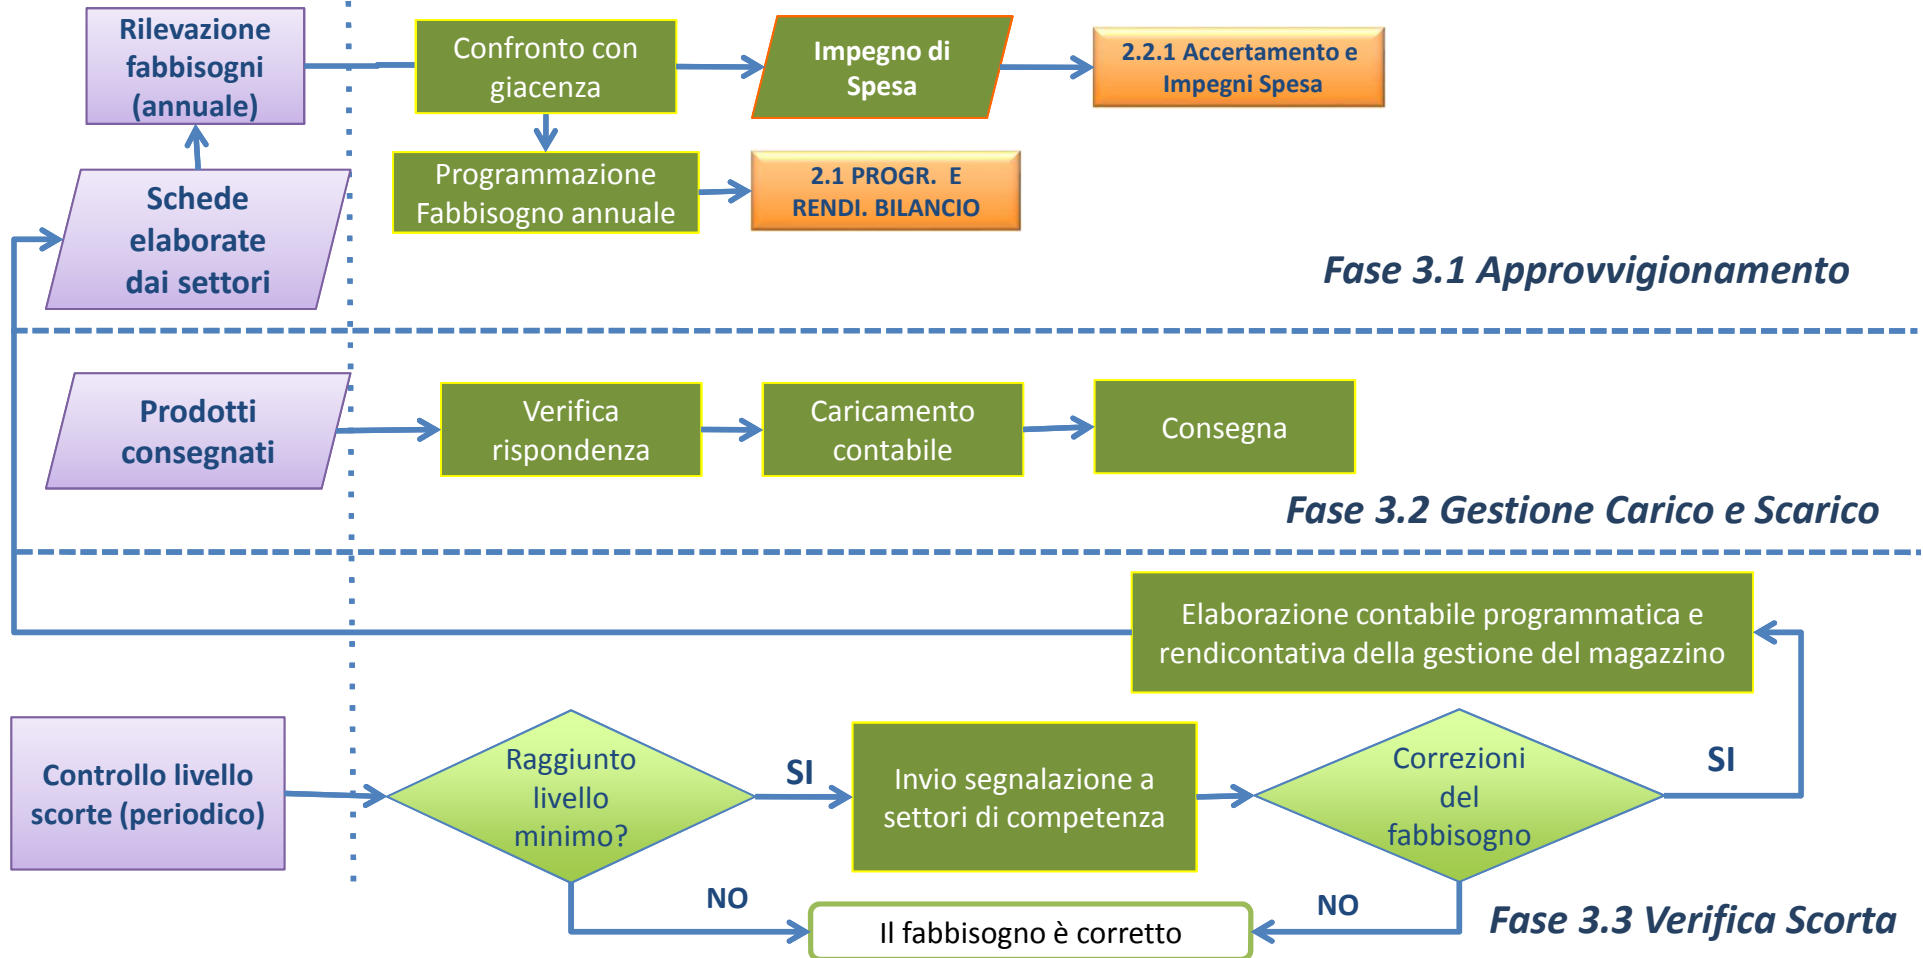 Rilevazione
fabbisogni
(annuale)
Confronto con
giacenza
Impegno di
Spesa
2.2.1 Accertamento e
Impegni Spesa
Schede
elaborate
dai settori
Programmazione
Fabbisogno annuale
2.1 PROGR. E
RENDI. BILANCIO
Fase 3.1 Approvvigionamento
Prodotti
consegnati
Verifica
rispondenza
Caricamento
contabile
Consegna
Fase 3.2 Gestione Carico e Scarico
Elaborazione contabile programmatica e
rendicontativa della gestione del magazzino
Controllo livello
scorte (periodico)
Raggiunto
livello
minimo?
SI
Invio segnalazione a
settori di competenza
Correzioni
del
fabbisogno
SI
NO
Il fabbisogno è corretto
NO
Fase 3.3 Verifica Scorta